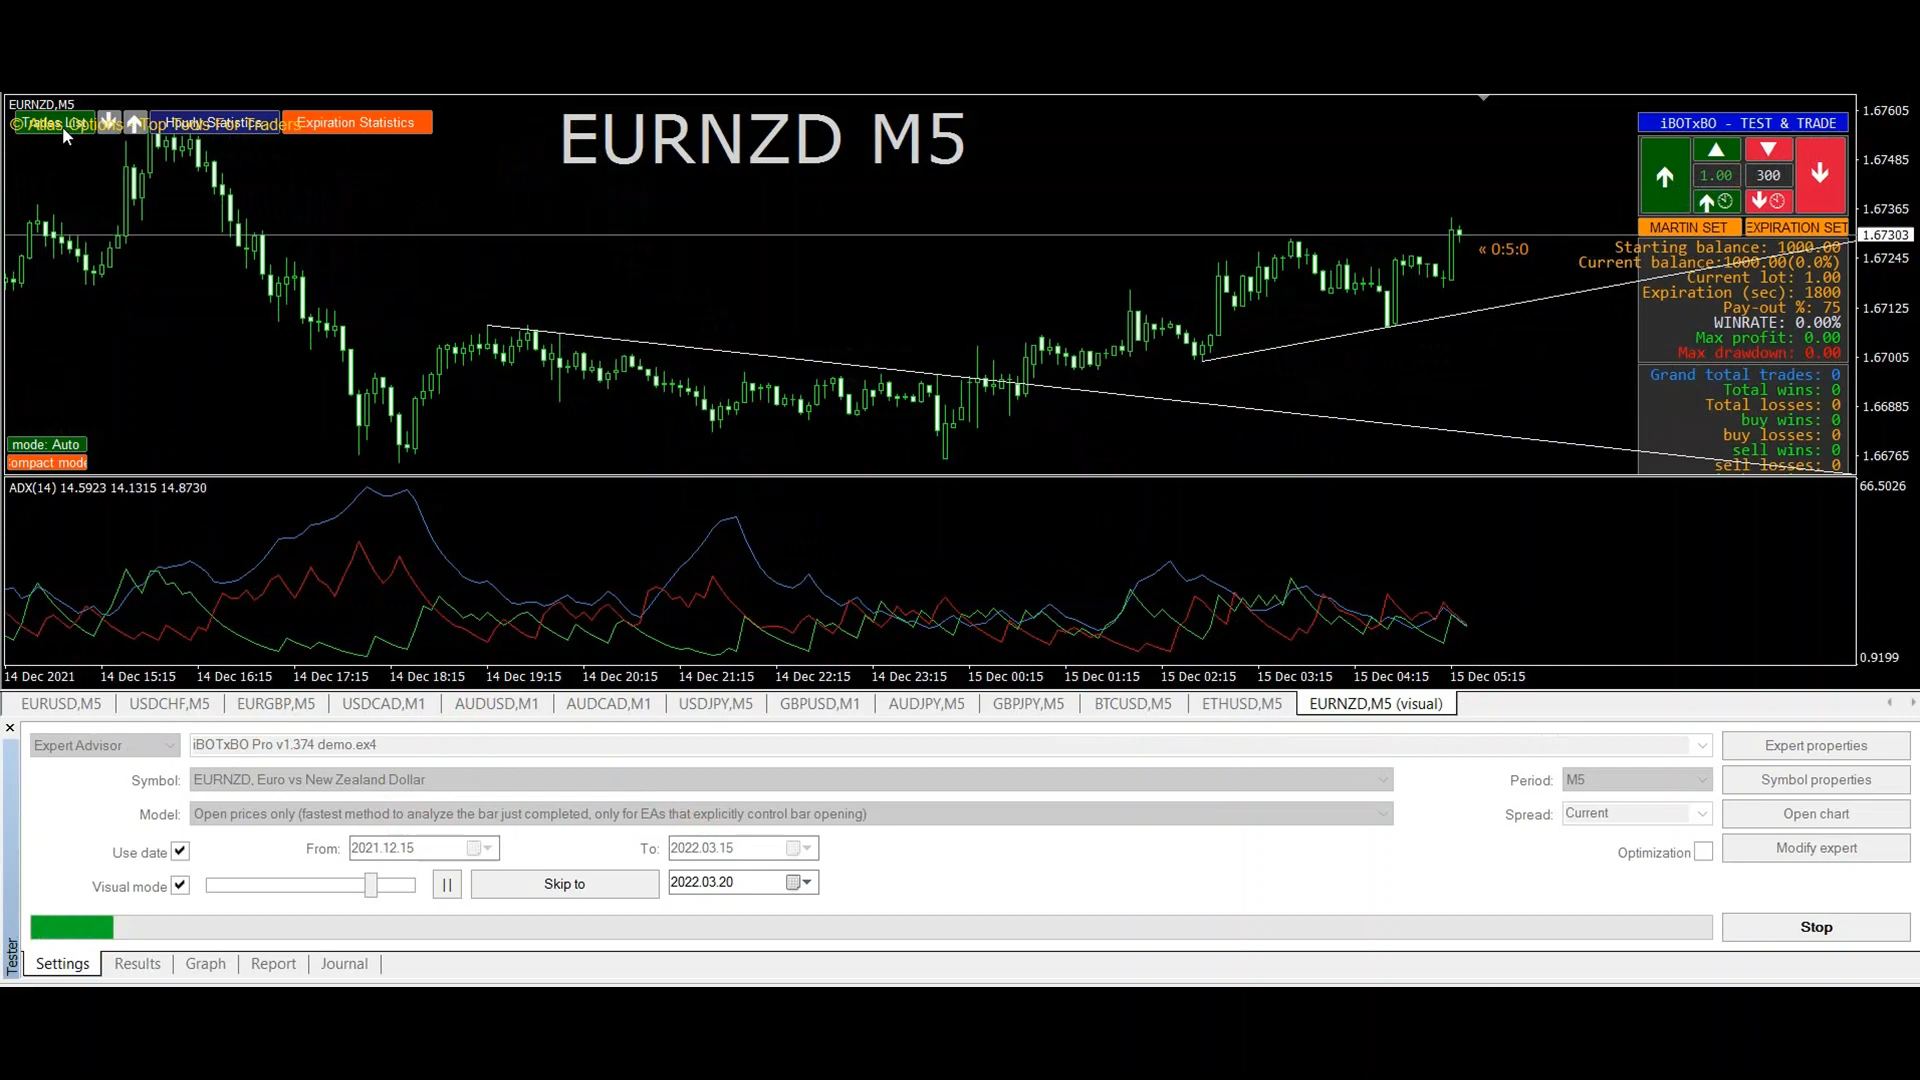 EURNZD,M5
Trades List
Hourly Statistics
Expiration Statistics
© Atlas Options - Top Tools For Traders
EURNZD M5
iBOTxBO - TEST & TRADE
1.00
300
MARTIN SET
EXPIRATION SET
« 0:5:0
Starting balance: 1000.00
Current balance:1000.00(0.0%)
Current lot: 1.00
Expiration (sec): 1800
Pay-out %: 75
WINRATE: 0.00%
Max profit: 0.00
Max drawdown: 0.00
Grand total trades: 0
Total wins: 0
Total losses: 0
buy wins: 0
buy losses: 0
sell wins: 0
sell losses: 0
1.67605
1.67485
1.67365
1.67303
1.67245
1.67125
1.67005
1.66885
1.66765
mode: Auto
ompact mode
ADX(14) 14.5923 14.1315 14.8730
66.5026
0.9199
14 Dec 2021
14 Dec 15:15
14 Dec 16:15
14 Dec 17:15
14 Dec 18:15
14 Dec 19:15
14 Dec 20:15
14 Dec 21:15
14 Dec 22:15
14 Dec 23:15
15 Dec 00:15
15 Dec 01:15
15 Dec 02:15
15 Dec 03:15
15 Dec 04:15
15 Dec 05:15
EURUSD,M5
USDCHF,M5
EURGBP,M5
USDCAD,M1
AUDUSD,M1
AUDCAD,M1
USDJPY,M5
GBPUSD,M1
AUDJPY,M5
GBPJPY,M5
BTCUSD,M5
ETHUSD,M5
EURNZD,M5 (visual)
Expert Advisor
iBOTxBO Pro v1.374 demo.ex4
Expert properties
Symbol:
EURNZD, Euro vs New Zealand Dollar
Period:
M5
Symbol properties
Model:
Open prices only (fastest method to analyze the bar just completed, only for EAs that explicitly control bar opening)
Spread:
Current
Open chart
Use date
From:
2021.12.15
To:
2022.03.15
Optimization
Modify expert
Visual mode
Skip to
2022.03.20
Stop
Tester
Settings
Results
Graph
Report
Journal